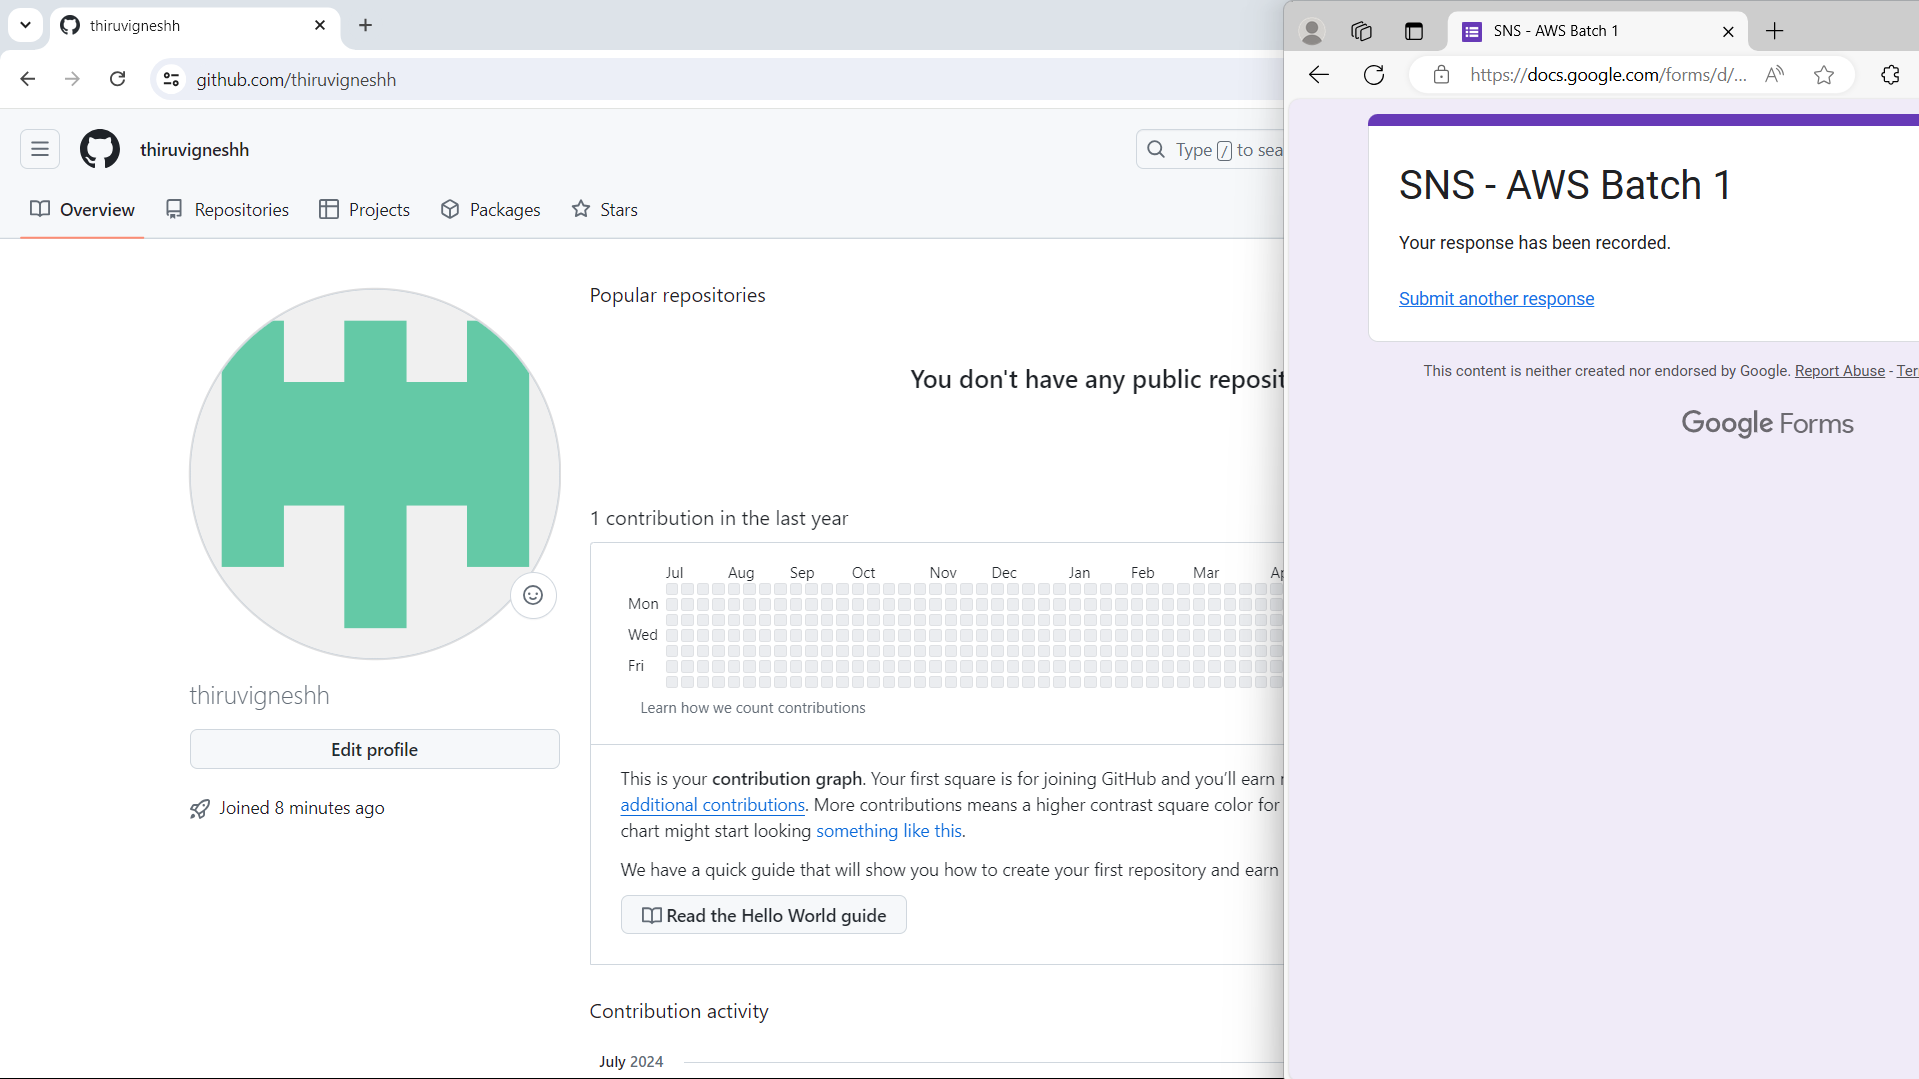 thiruvigneshh
github.com/thiruvigneshh
thiruvigneshh
Type / to sea
Overview
Repositories
Projects
Packages
Stars
Popular repositories
You don't have any public reposit
1 contribution in the last year
Jul Aug Sep Oct Nov Dec Jan Feb Mar Ap
Mon
Wed
Fri
Learn how we count contributions
This is your contribution graph. Your first square is for joining GitHub and you'll earn
additional contributions. More contributions means a higher contrast square color for
chart might start looking something like this.
We have a quick guide that will show you how to create your first repository and earn
Read the Hello World guide
Contribution activity
July 2024
thiruvigneshh
Edit profile
Joined 8 minutes ago
SNS - AWS Batch 1
https://docs.google.com/forms/d/...
SNS - AWS Batch 1
Your response has been recorded.
Submit another response
This content is neither created nor endorsed by Google. Report Abuse - Ter
Google Forms